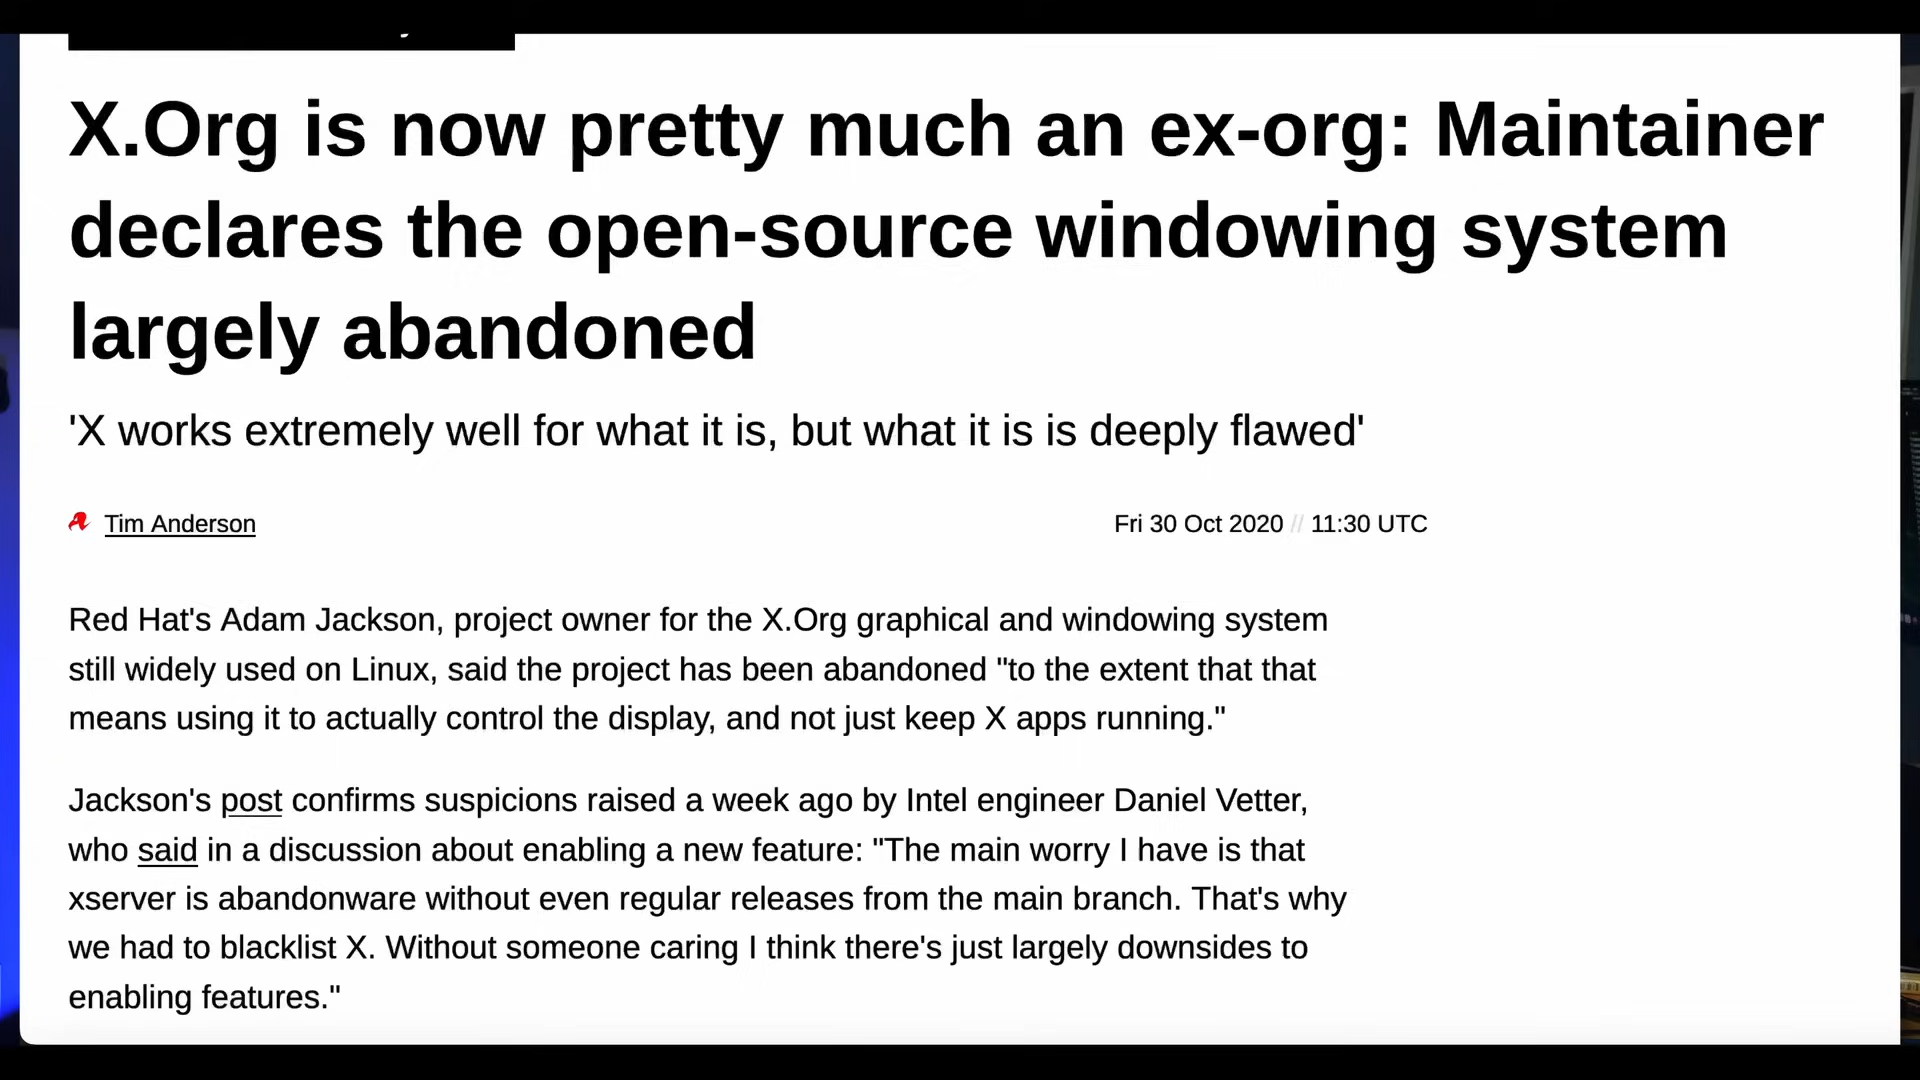 X.Org is now pretty much an ex-org: Maintainer
declares the open-source windowing system
largely abandoned
'X works extremely well for what it is, but what it is is deeply flawed'
Tim Anderson
Fri 30 Oct 2020 // 11:30 UTC
Red Hat's Adam Jackson, project owner for the X.Org graphical and windowing system
still widely used on Linux, said the project has been abandoned "to the extent that that
means using it to actually control the display, and not just keep X apps running."
Jackson's post confirms suspicions raised a week ago by Intel engineer Daniel Vetter,
who said in a discussion about enabling a new feature: "The main worry I have is that
xserver is abandonware without even regular releases from the main branch. That's why
we had to blacklist X. Without someone caring I think there's just largely downsides to
enabling features."